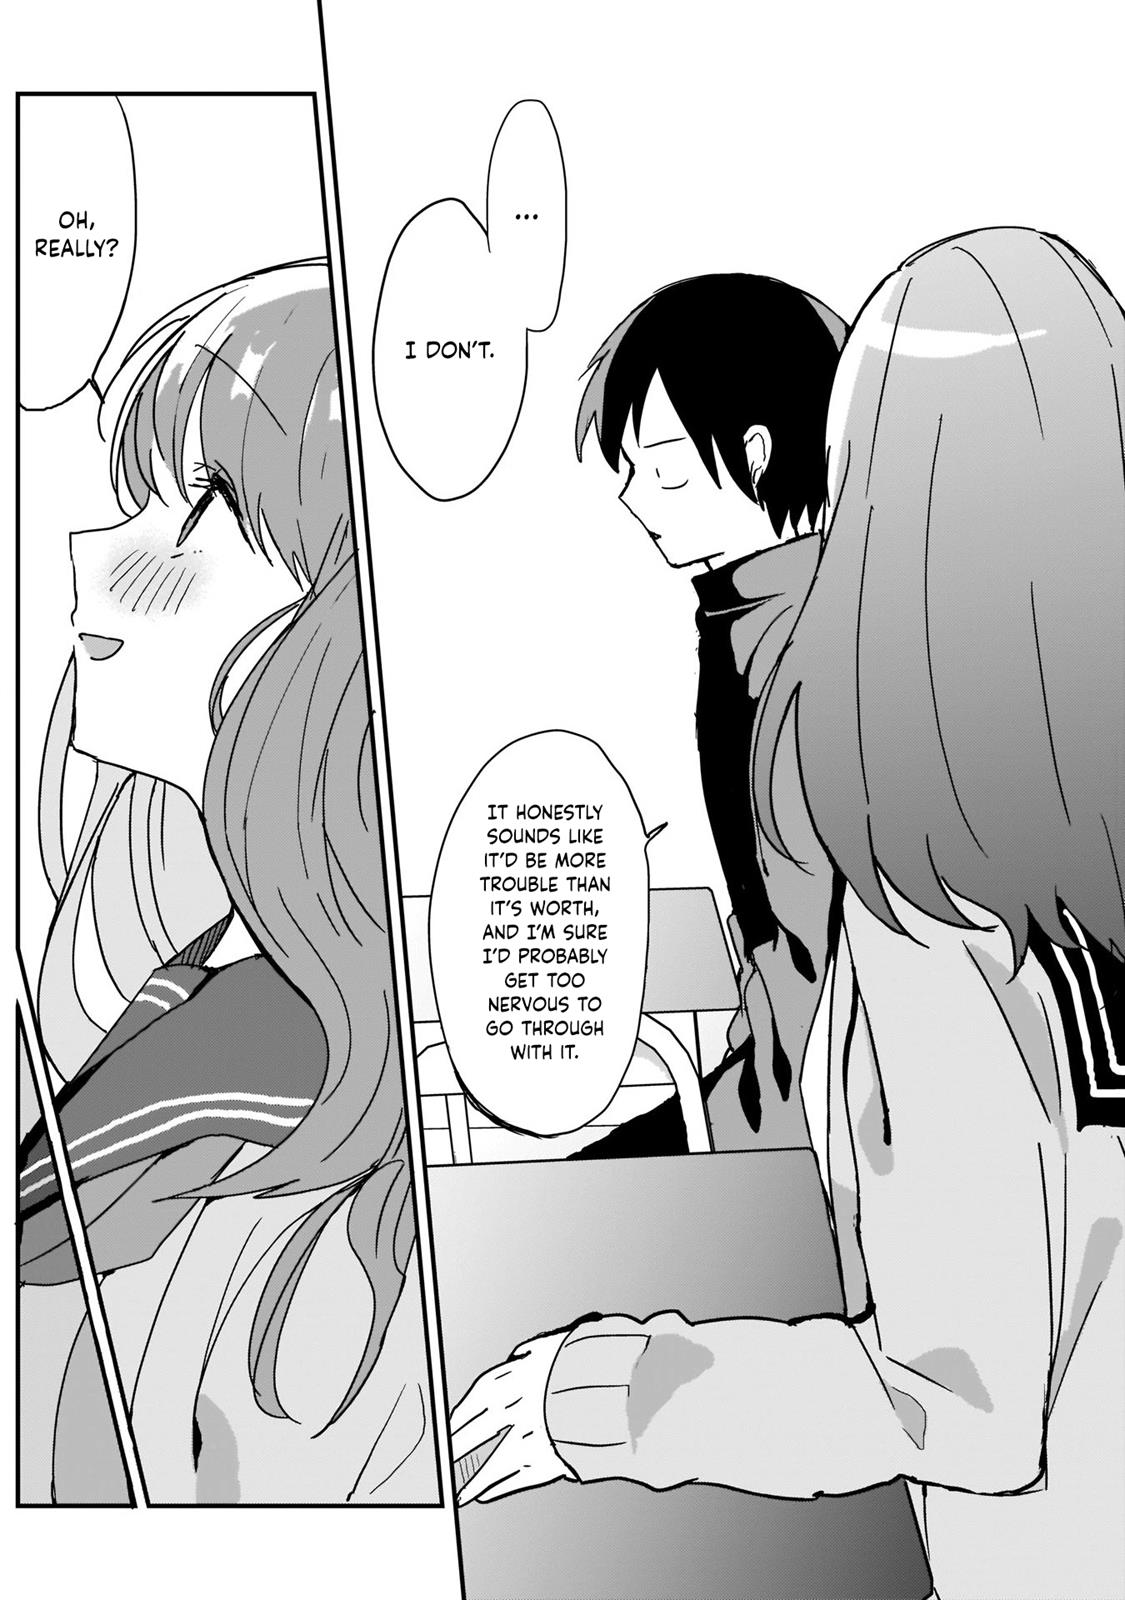 ...
I DON'T.
IT HONESTLY
SOUNDS LIKE
IT'D BE MORE
TROUBLE THAN
IT'S WORTH,
AND I'M SURE
I'D PROBABLY
GET TOO
NERVOUS TO
GO THROUGH
WITH IT.
OH,
REALLY?